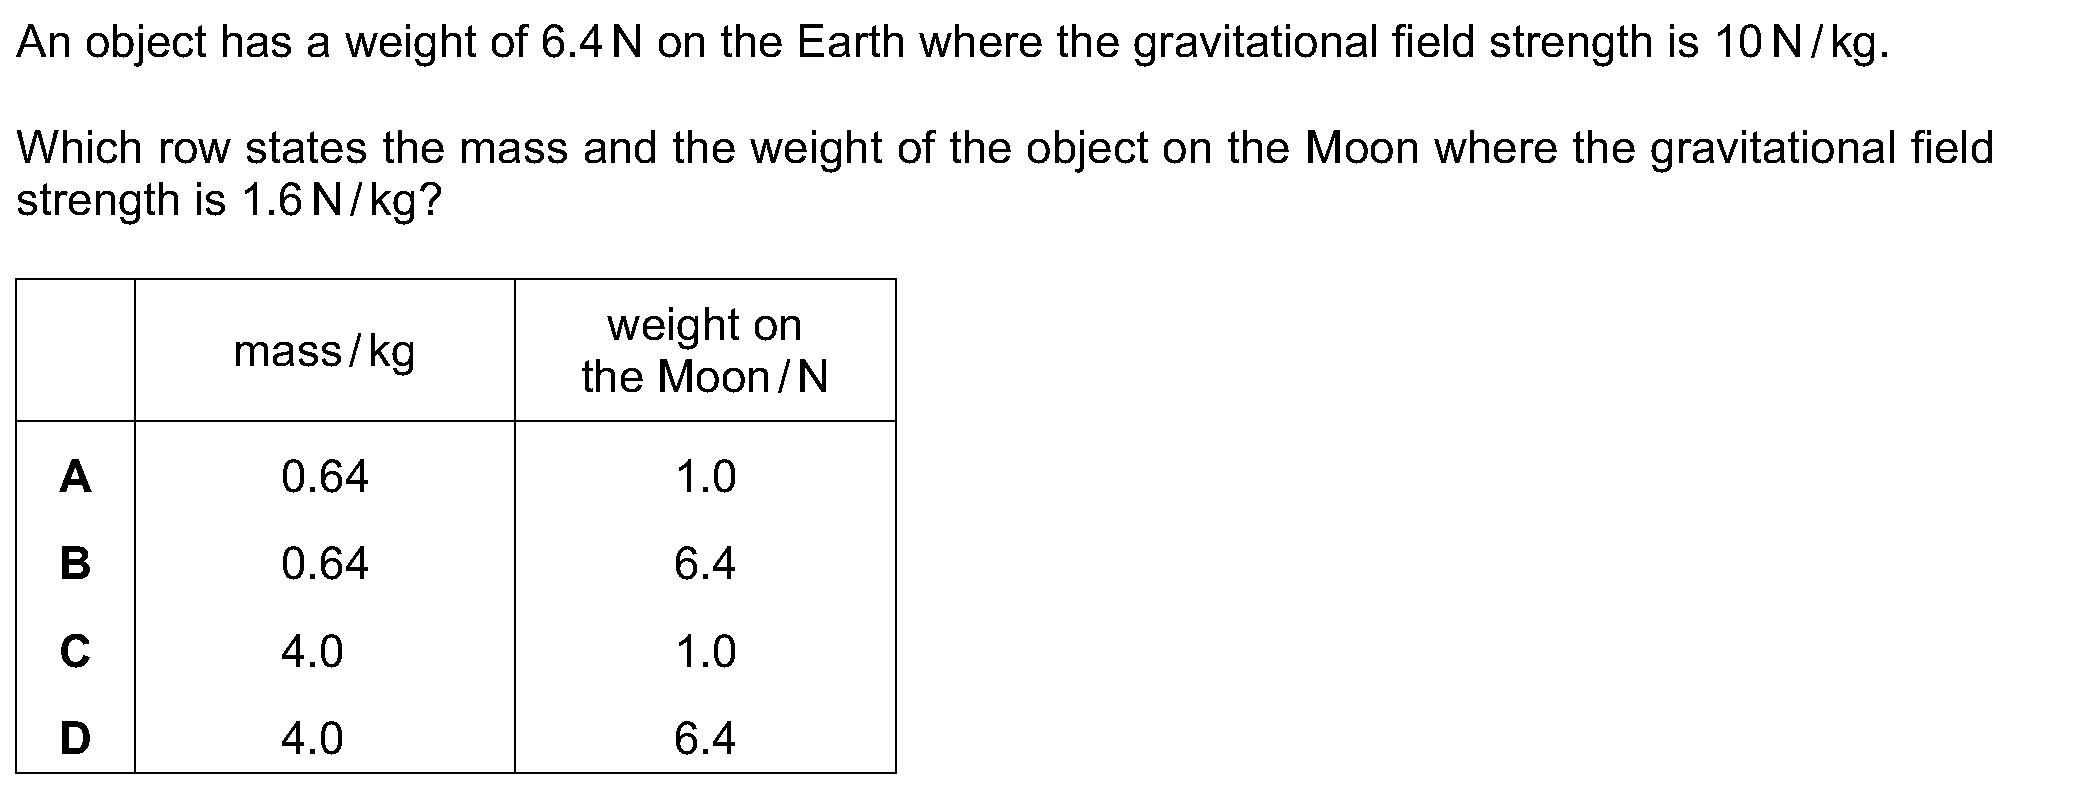 An object has a weight of 6.4 N on the Earth where the gravitational field strength is 10 N / kg.
Which row states the mass and the weight of the object on the Moon where the gravitational field
strength is 1.6 N / kg?
mass / kg
weight on
the Moon / N
A 0.64 1.0
B 0.64 6.4
C 4.0 1.0
D 4.0 6.4